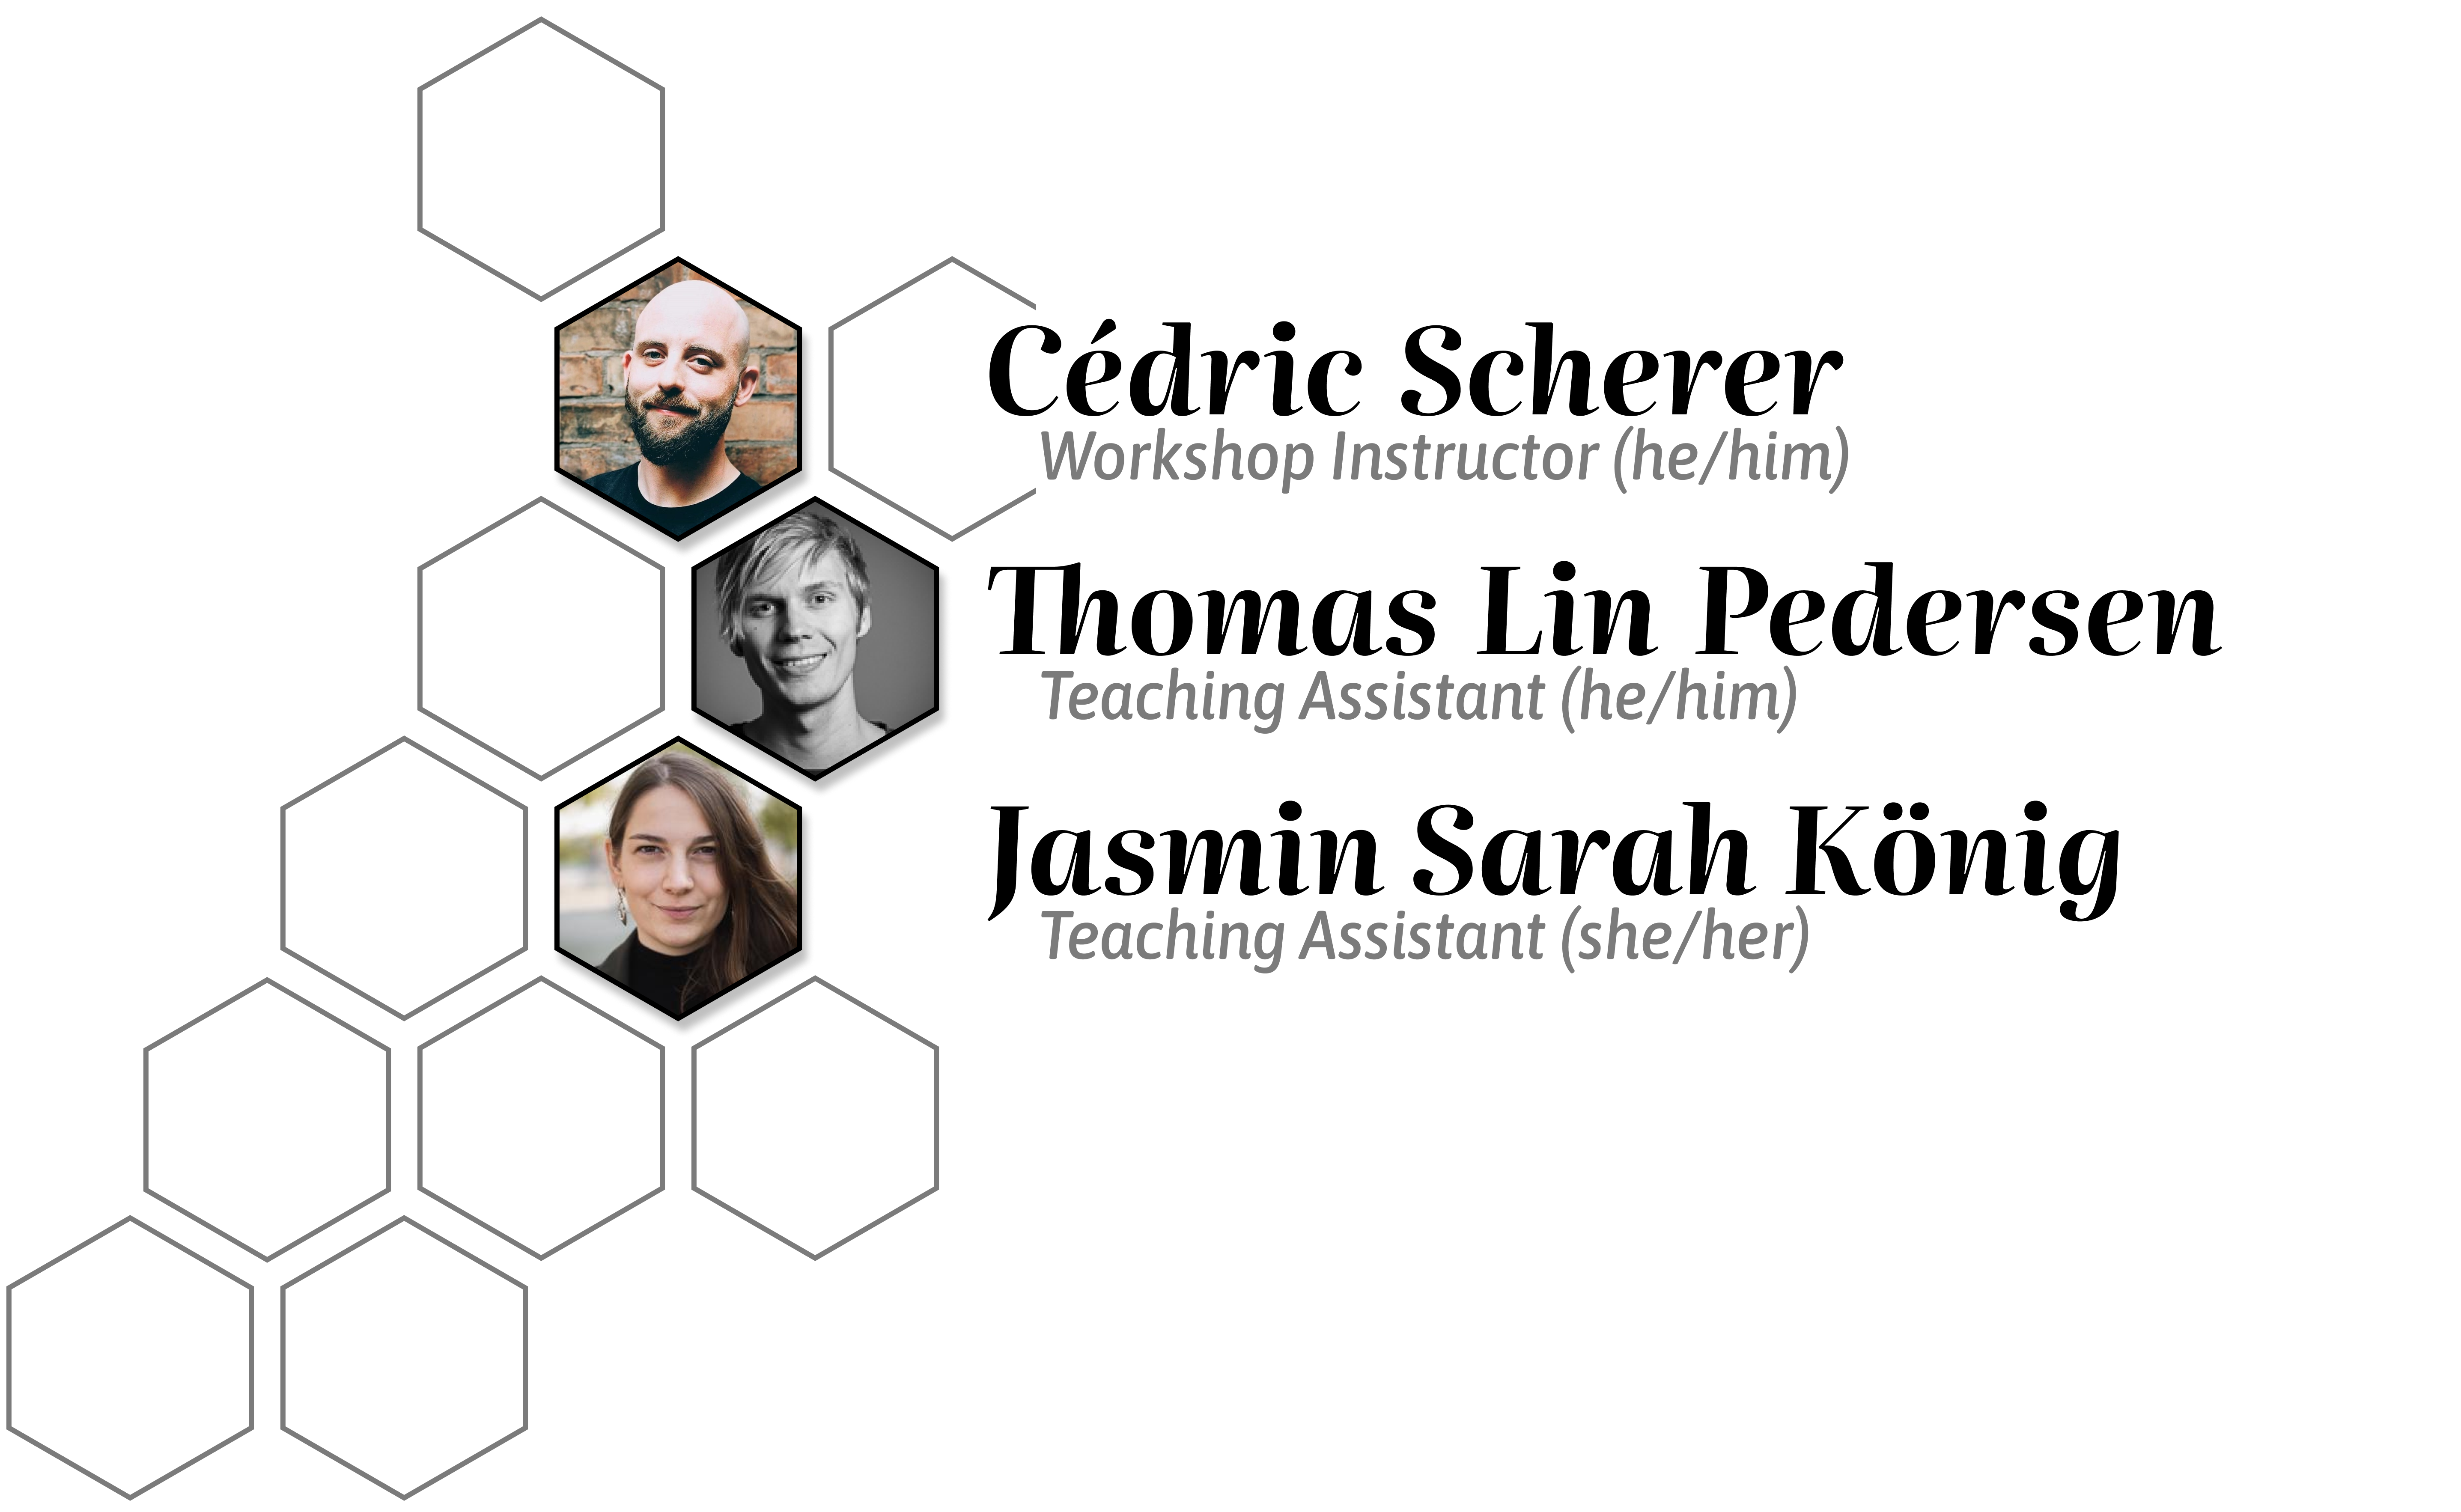 Cédric Scherer
Workshop Instructor (he/him)
Thomas Lin Pedersen
Teaching Assistant (he/him)
Jasmin Sarah König
Teaching Assistant (she/her)